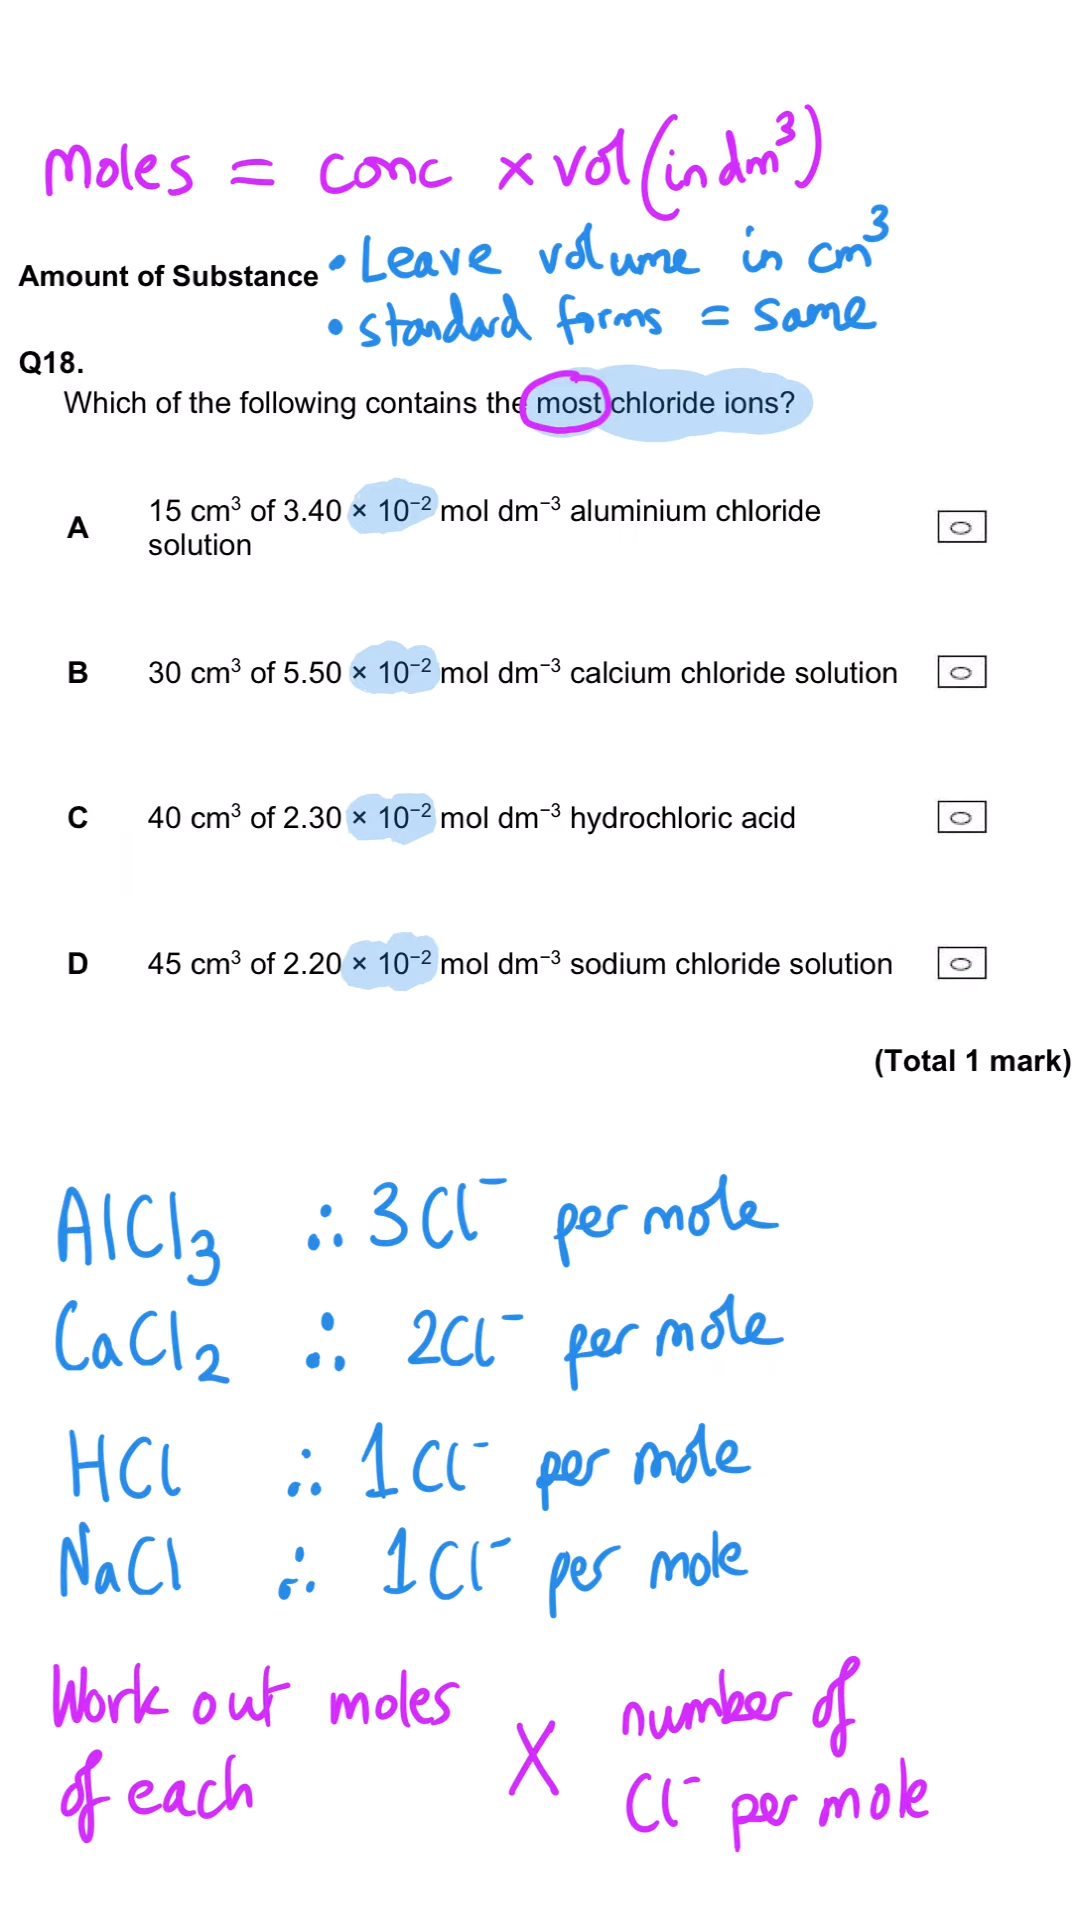 Moles = conc x vol (in dm³)
• Leave volume in cm³
Amount of Substance
• standard forms = same
Q18.
Which of the following contains the most chloride ions?
A 15 cm³ of 3.40 × 10⁻² mol dm⁻³ aluminium chloride
solution
B 30 cm³ of 5.50 × 10⁻² mol dm⁻³ calcium chloride solution
C 40 cm³ of 2.30 × 10⁻² mol dm⁻³ hydrochloric acid
D 45 cm³ of 2.20 × 10⁻² mol dm⁻³ sodium chloride solution
(Total 1 mark)
AlCl₃ ∴ 3Cl⁻ per mole
CaCl₂ ∴ 2Cl⁻ per mole
HCl ∴ 1Cl⁻ per mole
NaCl ∴ 1Cl⁻ per mole
Work out moles X number of
of each Cl⁻ per mole